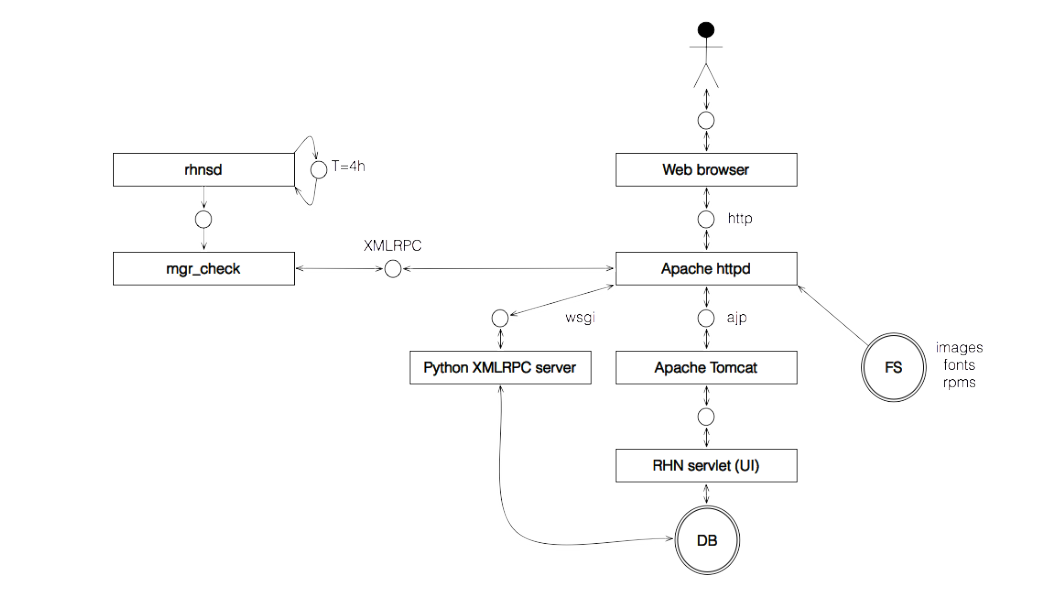 rhnsd
T=4h
Web browser
http
XMLRPC
mgr_check
Apache httpd
wsgi
ajp
Python XMLRPC server
Apache Tomcat
FS
images
fonts
rpms
RHN servlet (UI)
DB